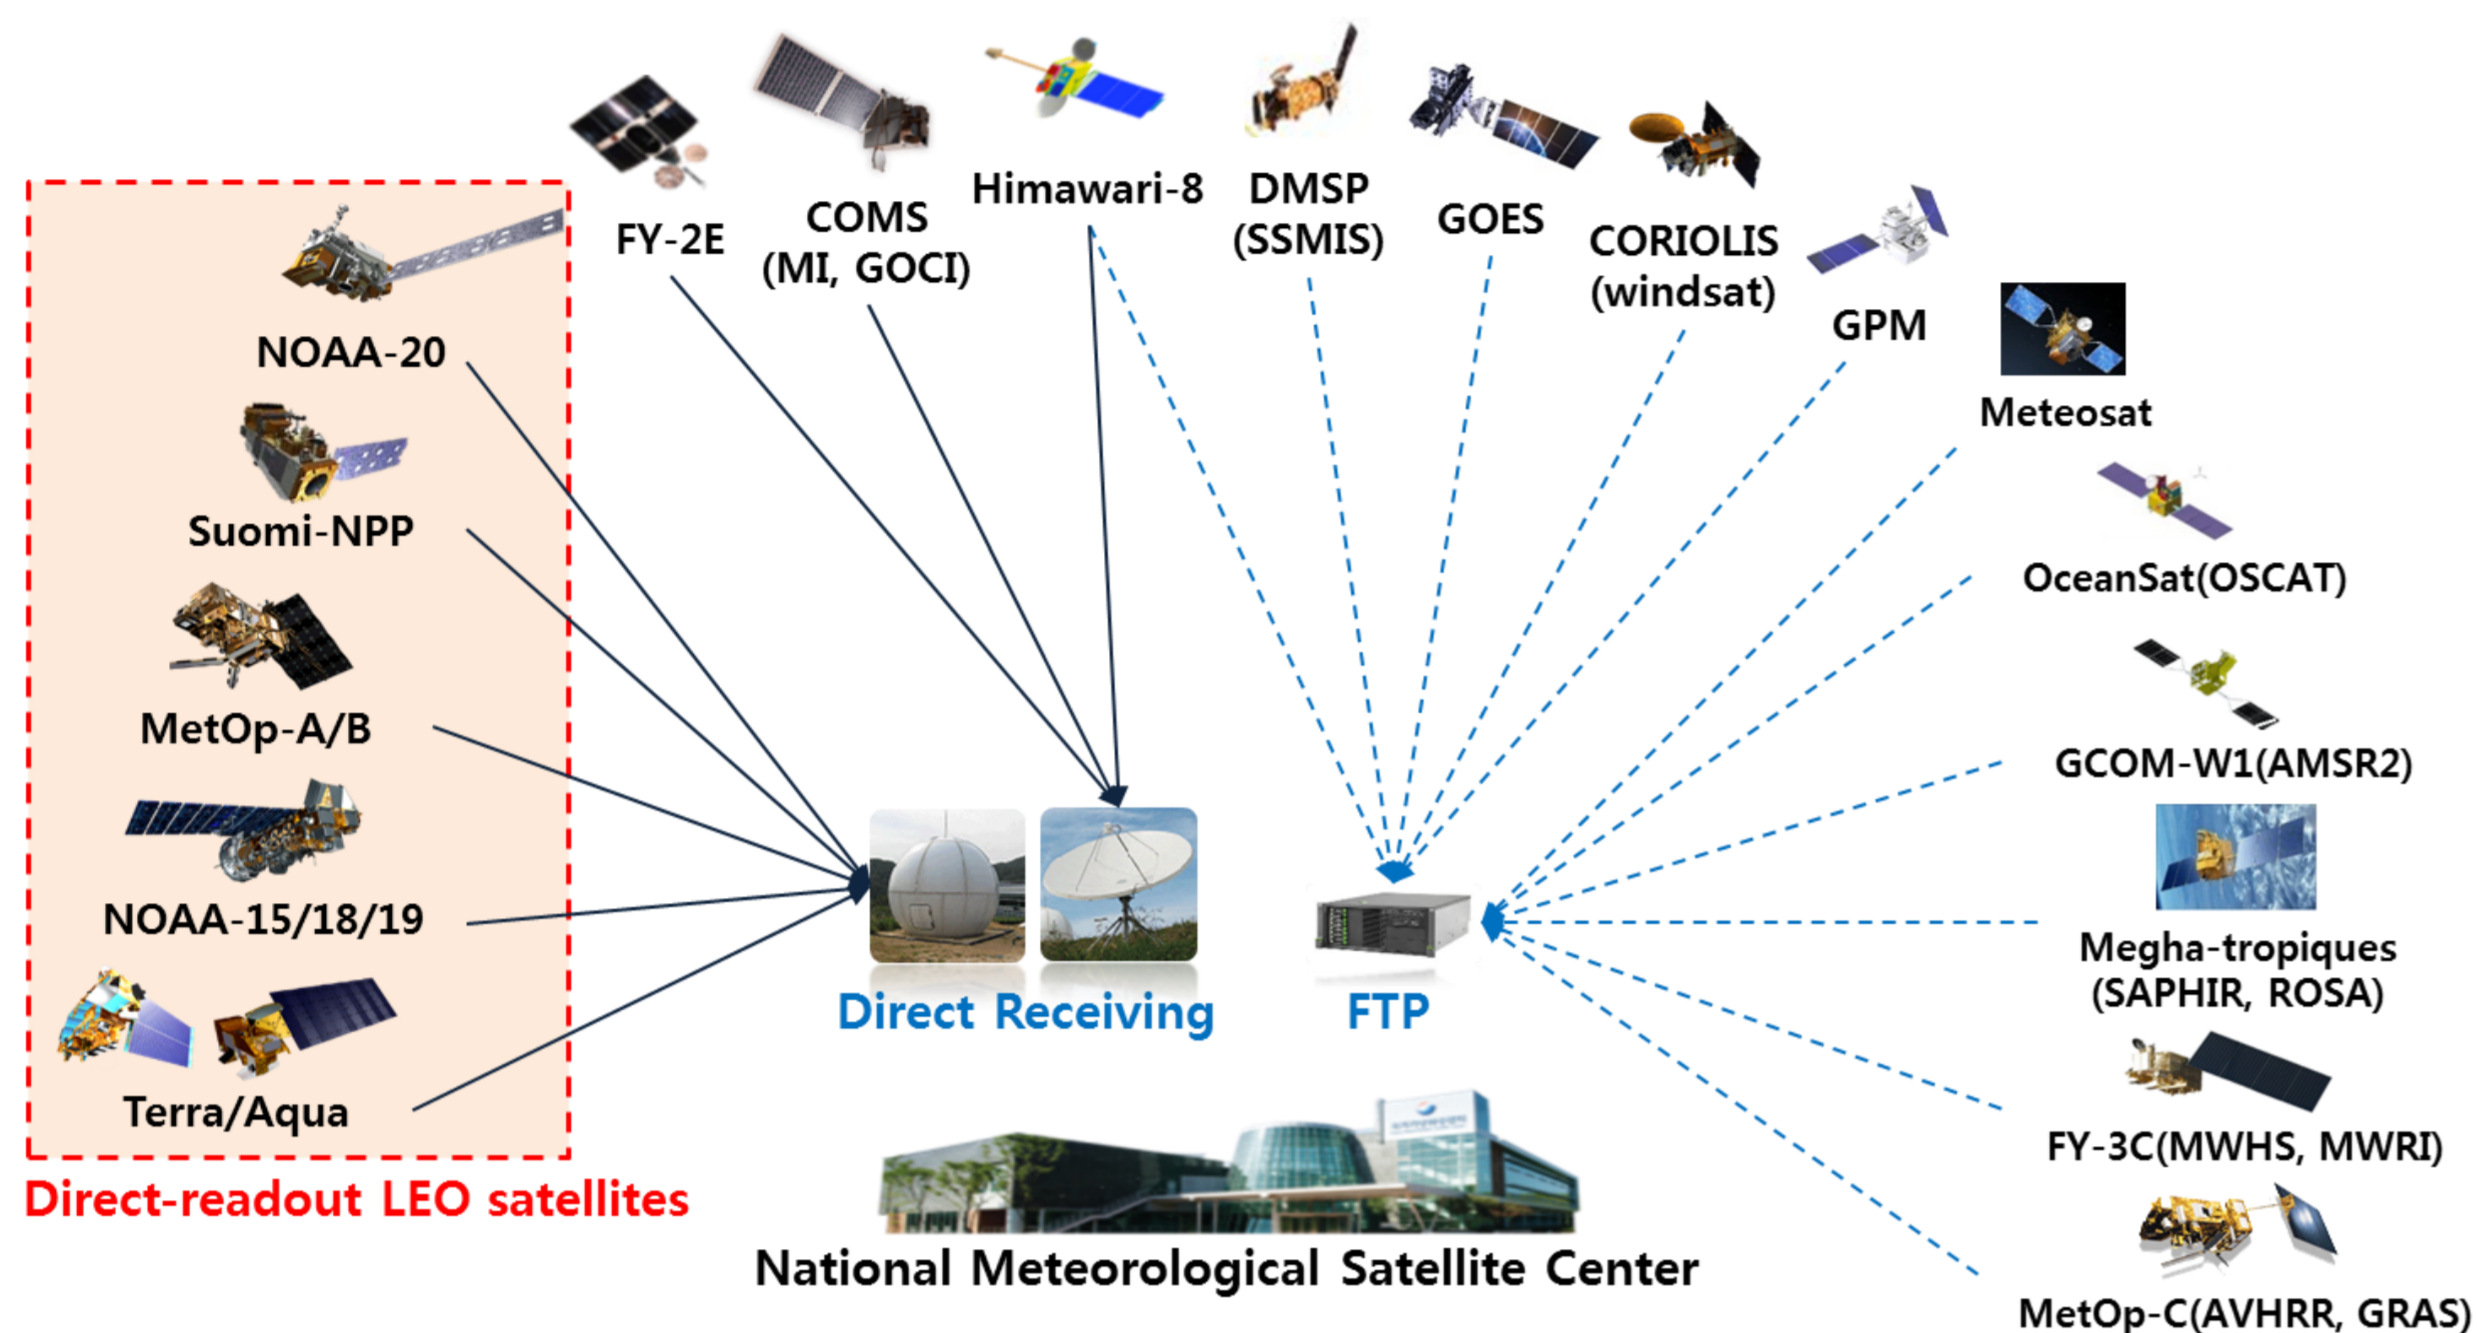 FY-2E
COMS
(MI, GOCI)
Himawari-8
DMSP
(SSMIS)
GOES
CORIOLIS
(windsat)
GPM
Meteosat
OceanSat(OSCAT)
GCOM-W1(AMSR2)
Megha-tropiques
(SAPHIR, ROSA)
FY-3C(MWHS, MWRI)
MetOp-C(AVHRR, GRAS)
NOAA-20
Suomi-NPP
MetOp-A/B
NOAA-15/18/19
Terra/Aqua
Direct-readout LEO satellites
Direct Receiving
FTP
National Meteorological Satellite Center